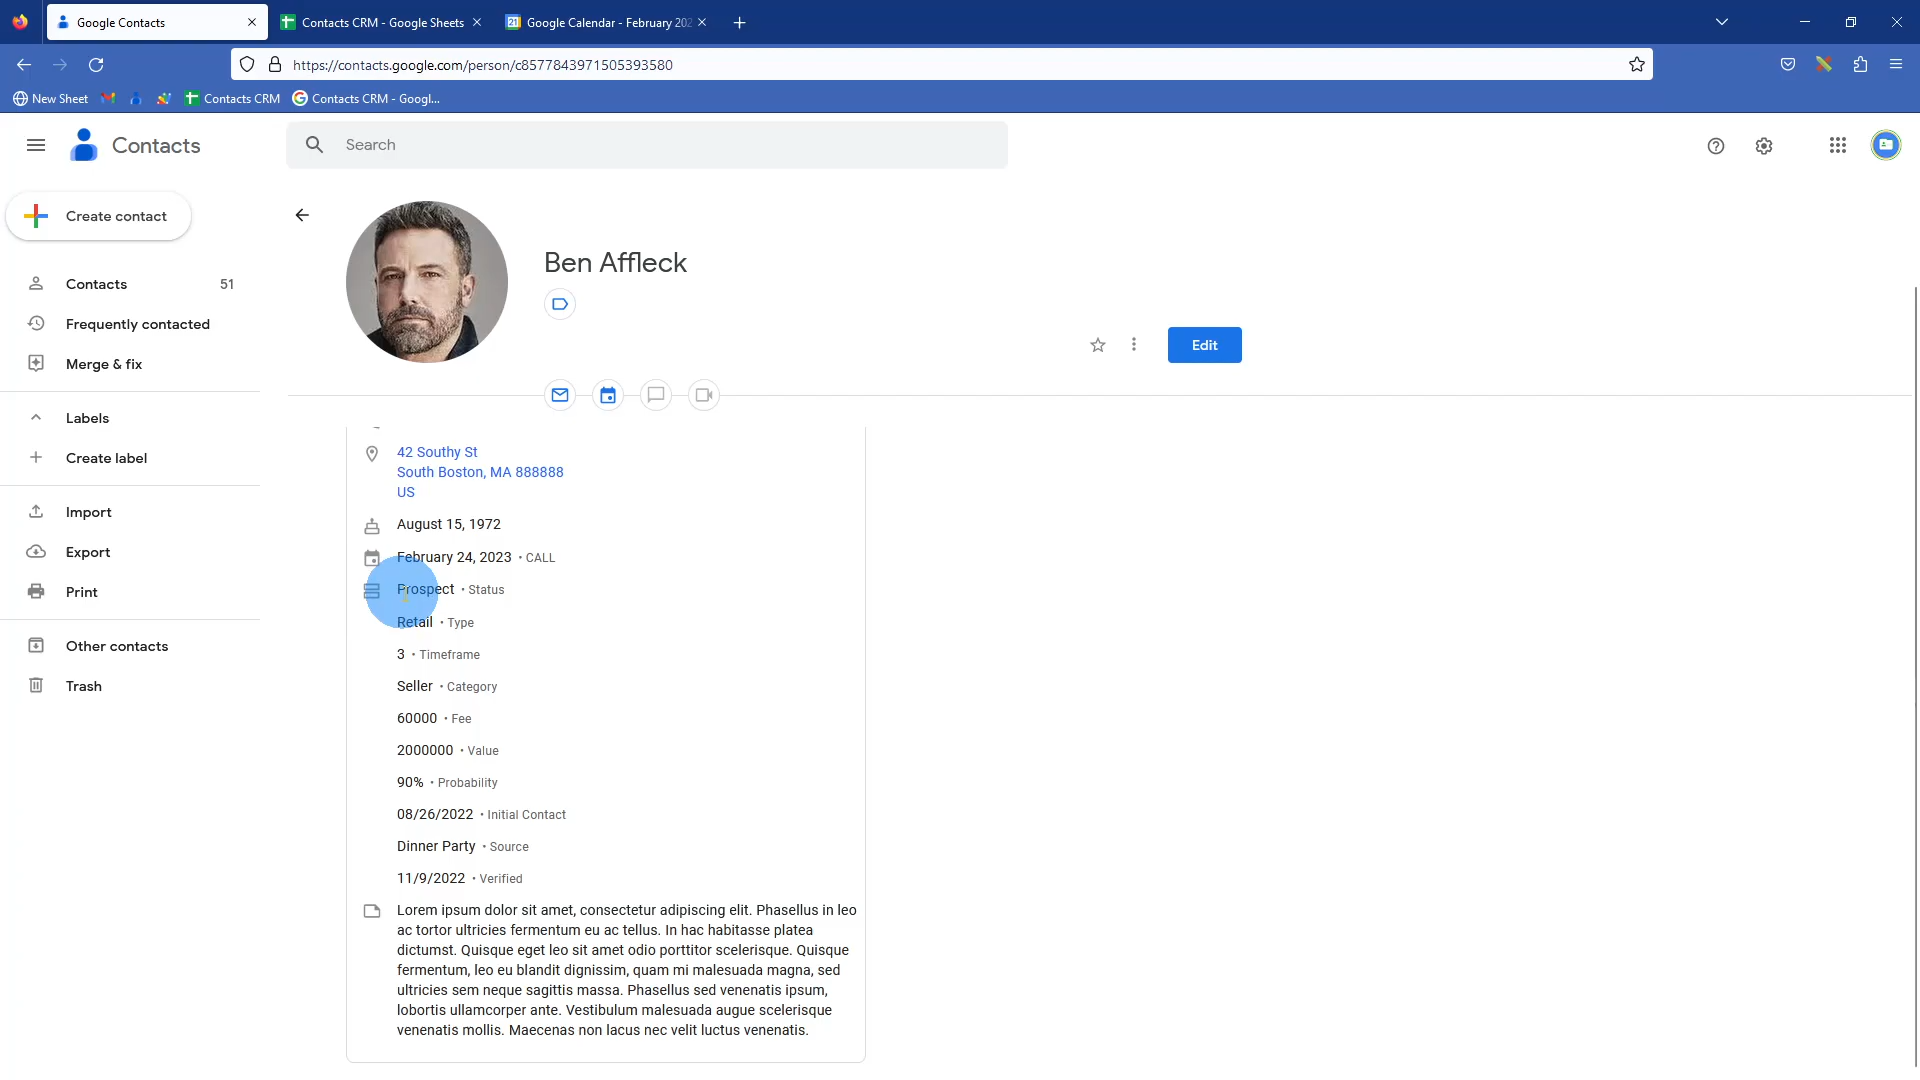 Google Contacts
Contacts CRM - Google Sheets
Google Calendar - February 202
https://contacts.google.com/person/c8577843971505393580
New Sheet
Contacts CRM
Contacts CRM - Googl...
Contacts
Search
Create contact
Contacts 51
Frequently contacted
Merge & fix
Labels
Create label
Import
Export
Print
Other contacts
Trash
Ben Affleck
Edit
42 Southy St
South Boston, MA 888888
US
August 15, 1972
February 24, 2023 • CALL
Prospect • Status
Retail • Type
3 • Timeframe
Seller • Category
60000 • Fee
2000000 • Value
90% • Probability
08/26/2022 • Initial Contact
Dinner Party • Source
11/9/2022 • Verified
Lorem ipsum dolor sit amet, consectetur adipiscing elit. Phasellus in leo
ac tortor ultricies fermentum eu ac tellus. In hac habitasse platea
dictumst. Quisque eget leo sit amet odio porttitor scelerisque. Quisque
fermentum, leo eu blandit dignissim, quam mi malesuada magna, sed
ultricies sem neque sagittis massa. Phasellus sed venenatis ipsum,
lobortis ullamcorper ante. Vestibulum malesuada augue scelerisque
venenatis mollis. Maecenas non lacus nec velit luctus venenatis.